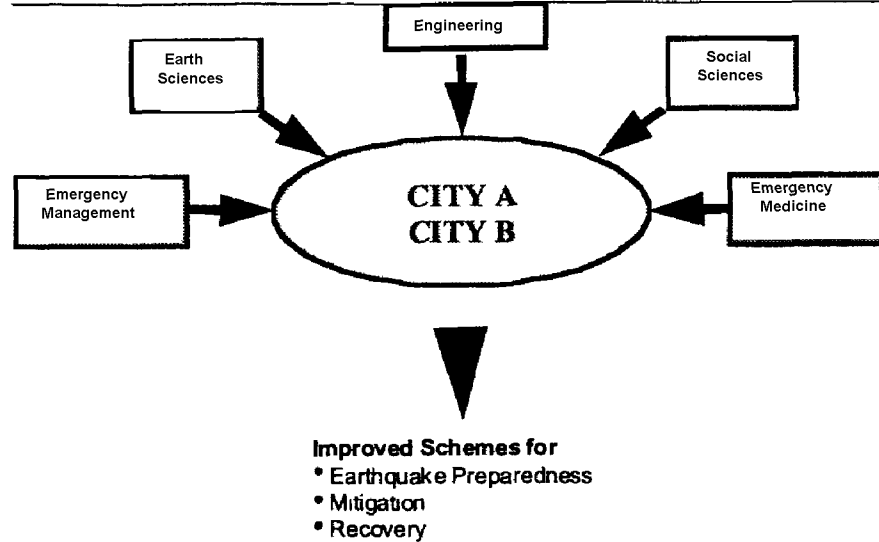 Engineering
Earth
Sciences
Social
Sciences
Emergency
Management
Emergency
Medicine
CITY A
CITY B
Improved Schemes for
* Earthquake Preparedness
* Mitigation
* Recovery